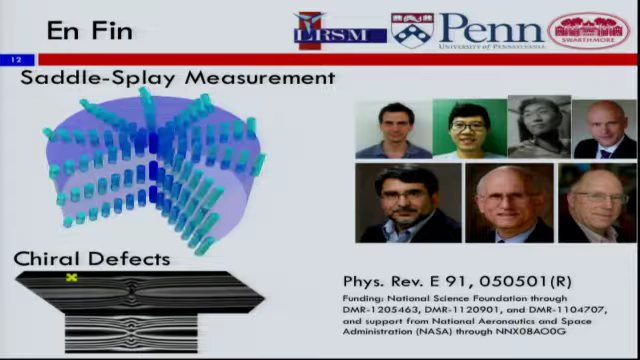 En Fin
LRSM
Penn
UNIVERSITY of PENNSYLVANIA
SWARTHMORE
12
Saddle-Splay Measurement
Chiral Defects
Phys. Rev. E 91, 050501(R)
Funding: National Science Foundation through
DMR-1205463, DMR-1120901, and DMR-1104707,
and support from National Aeronautics and Space
Administration (NASA) through NNX08AO0G